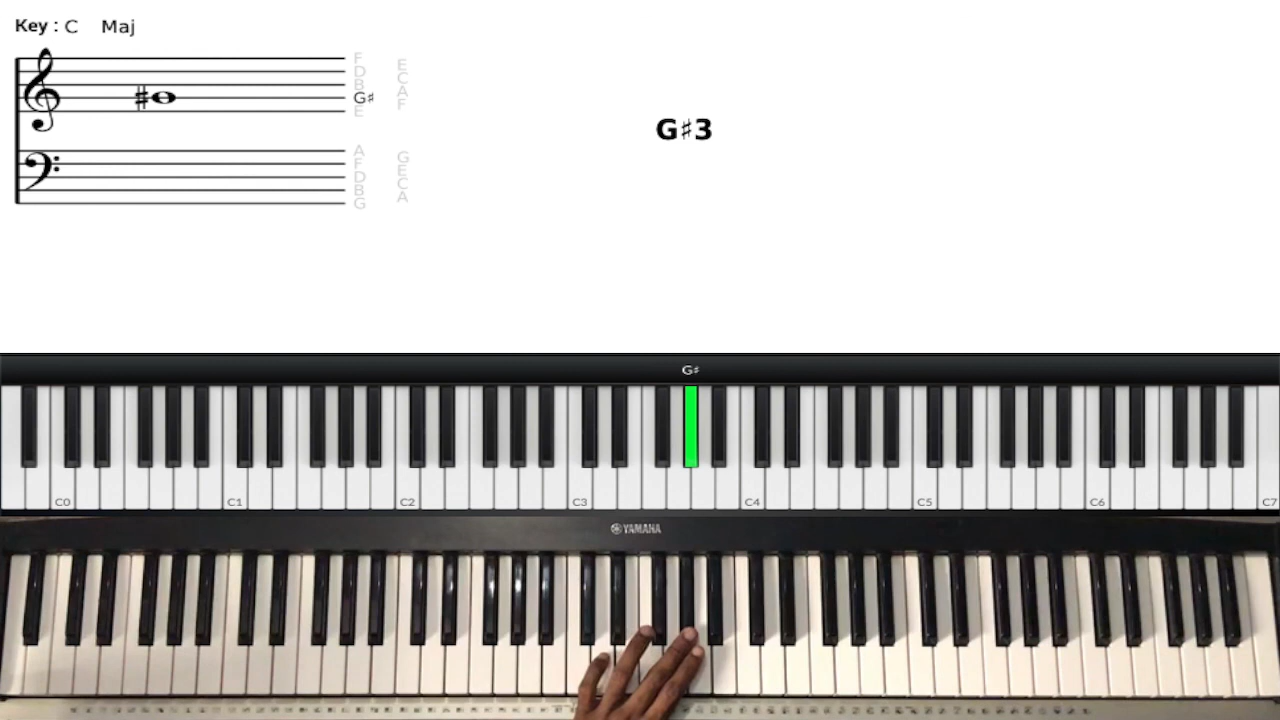 Key : C Maj
F
D E
B C
G♯ A
E F
G♯3
A
F G
D E
B C
G A
G♯
C0 C1 C2 C3 C4 C5 C6 C7
YAMAHA